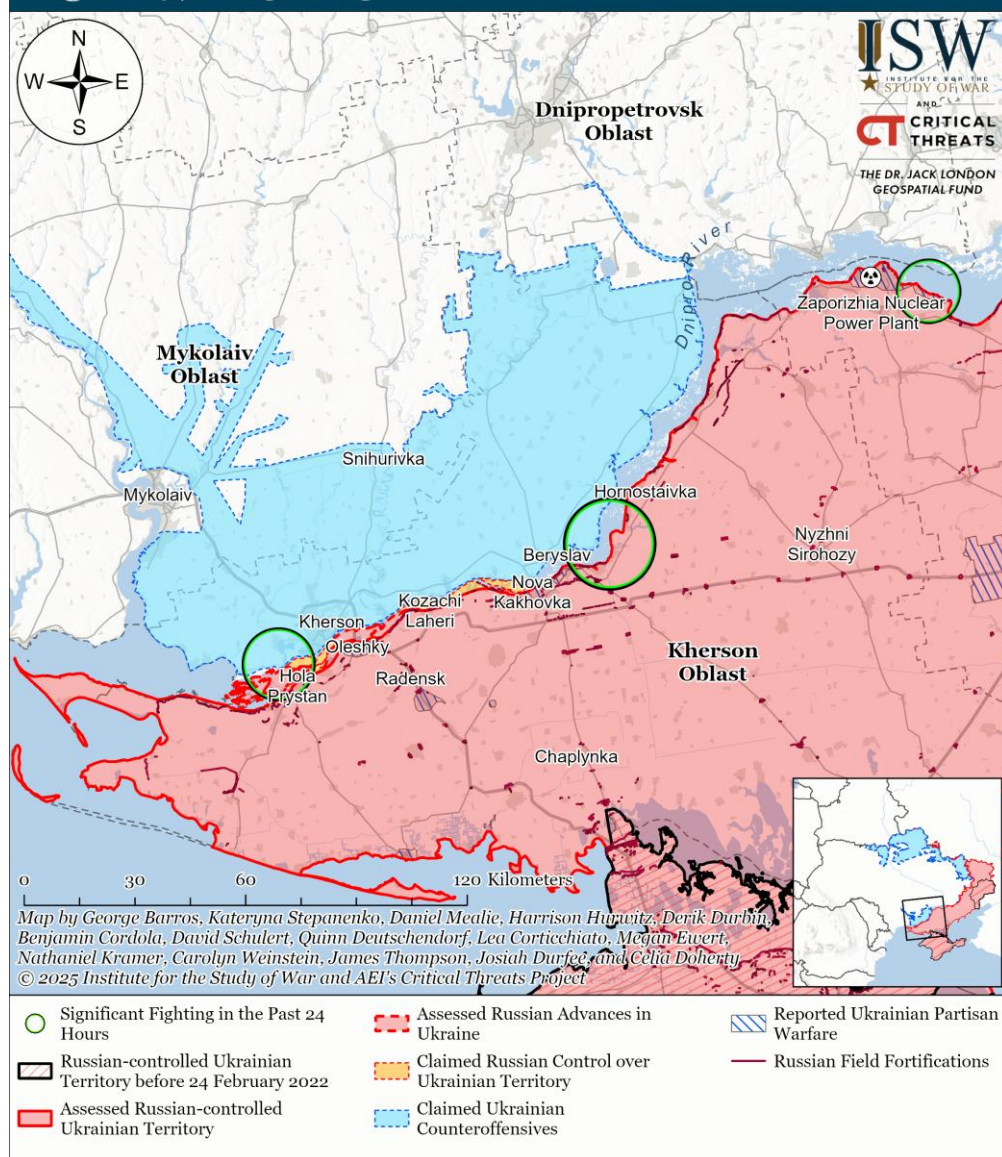 N
W
E
S
ISW
INSTITUTE FOR THE
STUDY OF WAR
AND
CT CRITICAL
THREATS
THE DR. JACK LONDON
GEOSPATIAL FUND
Dnipropetrovsk
Oblast
Dnipro River
Zaporizhia Nuclear
Power Plant
Mykolaiv
Oblast
Snihurivka
Mykolaiv
Hornostaivka
Nyzhni
Sirohozy
Beryslav
Nova
Kakhovka
Kozachi
Laheri
Kherson
Oleshky
Kherson
Oblast
Hola
Prystan
Radensk
Chaplynka
0 30 60 120 Kilometers
Map by George Barros, Kateryna Stepanenko, Daniel Mealie, Harrison Hurwitz, Derik Durbin,
Benjamin Cordola, David Schulert, Quinn Deutschendorf, Lea Corticchiato, Megan Ewert,
Nathaniel Kramer, Carolyn Weinstein, James Thompson, Josiah Durfee, and Celia Doherty
© 2025 Institute for the Study of War and AEI's Critical Threats Project
Significant Fighting in the Past 24
Hours
Russian-controlled Ukrainian
Territory before 24 February 2022
Assessed Russian-controlled
Ukrainian Territory
Assessed Russian Advances in
Ukraine
Claimed Russian Control over
Ukrainian Territory
Claimed Ukrainian
Counteroffensives
Reported Ukrainian Partisan
Warfare
Russian Field Fortifications